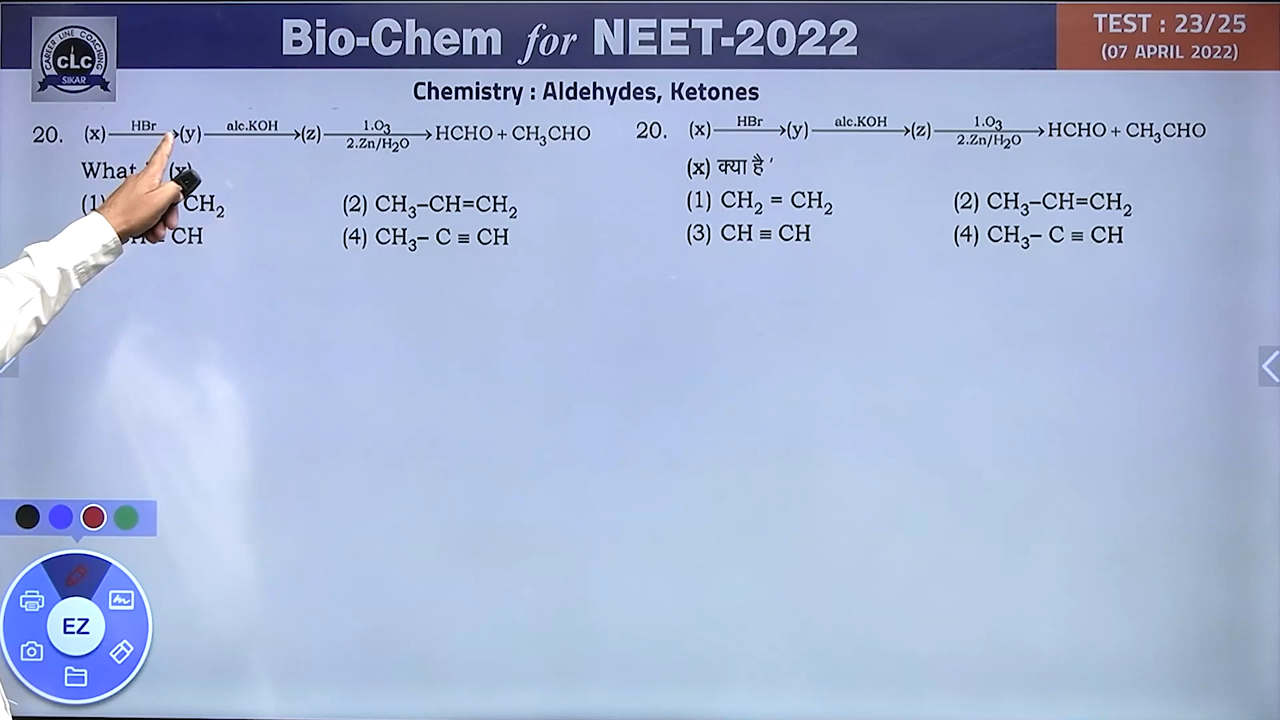 CAREER LINE COACHING
CLC
SIKAR
Bio-Chem for NEET-2022
TEST : 23/25
(07 APRIL 2022)
Chemistry : Aldehydes, Ketones
20. (x) —HBr→ (y) —alc.KOH→ (z) —1.O₃ / 2.Zn/H₂O→ HCHO + CH₃CHO
What (x)
(1) CH₂ (2) CH₃–CH=CH₂
CH (4) CH₃– C ≡ CH
20. (x) —HBr→ (y) —alc.KOH→ (z) —1.O₃ / 2.Zn/H₂O→ HCHO + CH₃CHO
(x) क्या है ’
(1) CH₂ = CH₂ (2) CH₃–CH=CH₂
(3) CH ≡ CH (4) CH₃– C ≡ CH
EZ